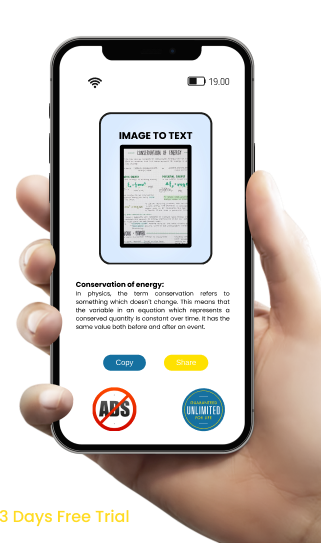 19.00
IMAGE TO TEXT
CONSERVATION OF ENERGY
Conservation of energy:
In physics, the term conservation refers to
something which doesn't change. This means that
the variable in an equation which represents a
conserved quantity is constant over time. It has the
same value both before and after an event.
Copy
Share
ADS
GUARANTEED
UNLIMITED
FOR LIFE
3 Days Free Trial